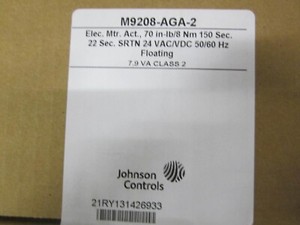 M9208-AGA-2
Elec. Mtr. Act., 70 in-lb/8 Nm 150 Sec.
22 Sec. SRTN 24 VAC/VDC 50/60 Hz
Floating
7.9 VA CLASS 2
Johnson
Controls
21RY131426933